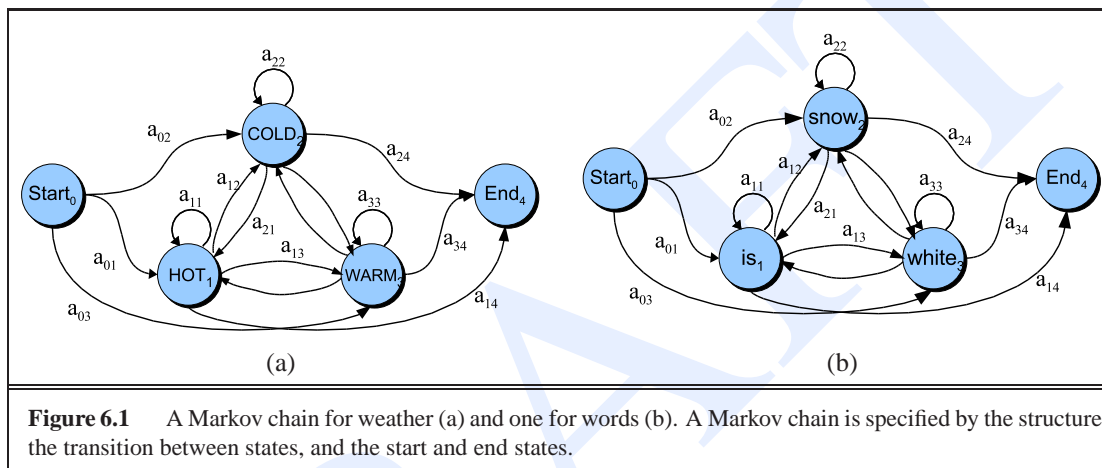 a22
a02
COLD2
a24
Start0
a12
End4
a11
a21
a33
a13
a34
a01
HOT1
WARM3
a03
a14
(a)
a22
a02
snow2
a24
Start0
a12
End4
a11
a21
a33
a13
a34
a01
is1
white3
a03
a14
(b)
Figure 6.1 A Markov chain for weather (a) and one for words (b). A Markov chain is specified by the structure
the transition between states, and the start and end states.